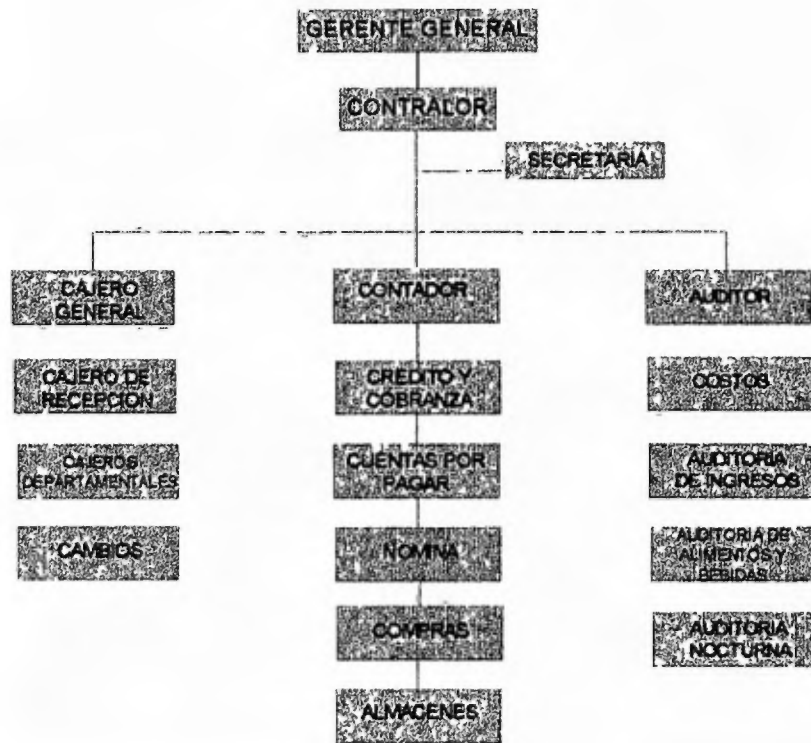 GERENTE GENERAL
CONTRALOR
SECRETARIA
CAJERO
GENERAL
CONTADOR
AUDITOR
CAJERO DE
RECEPCION
CREDITO Y
COBRANZA
COSTOS
CAJEROS
DEPARTAMENTALES
CUENTAS POR
PAGAR
AUDITORIA
DE INGRESOS
CAMBIOS
NOMINA
AUDITORIA DE
ALIMENTOS Y
BEBIDAS
COMPRAS
AUDITORIA
NOCTURNA
ALMACENES